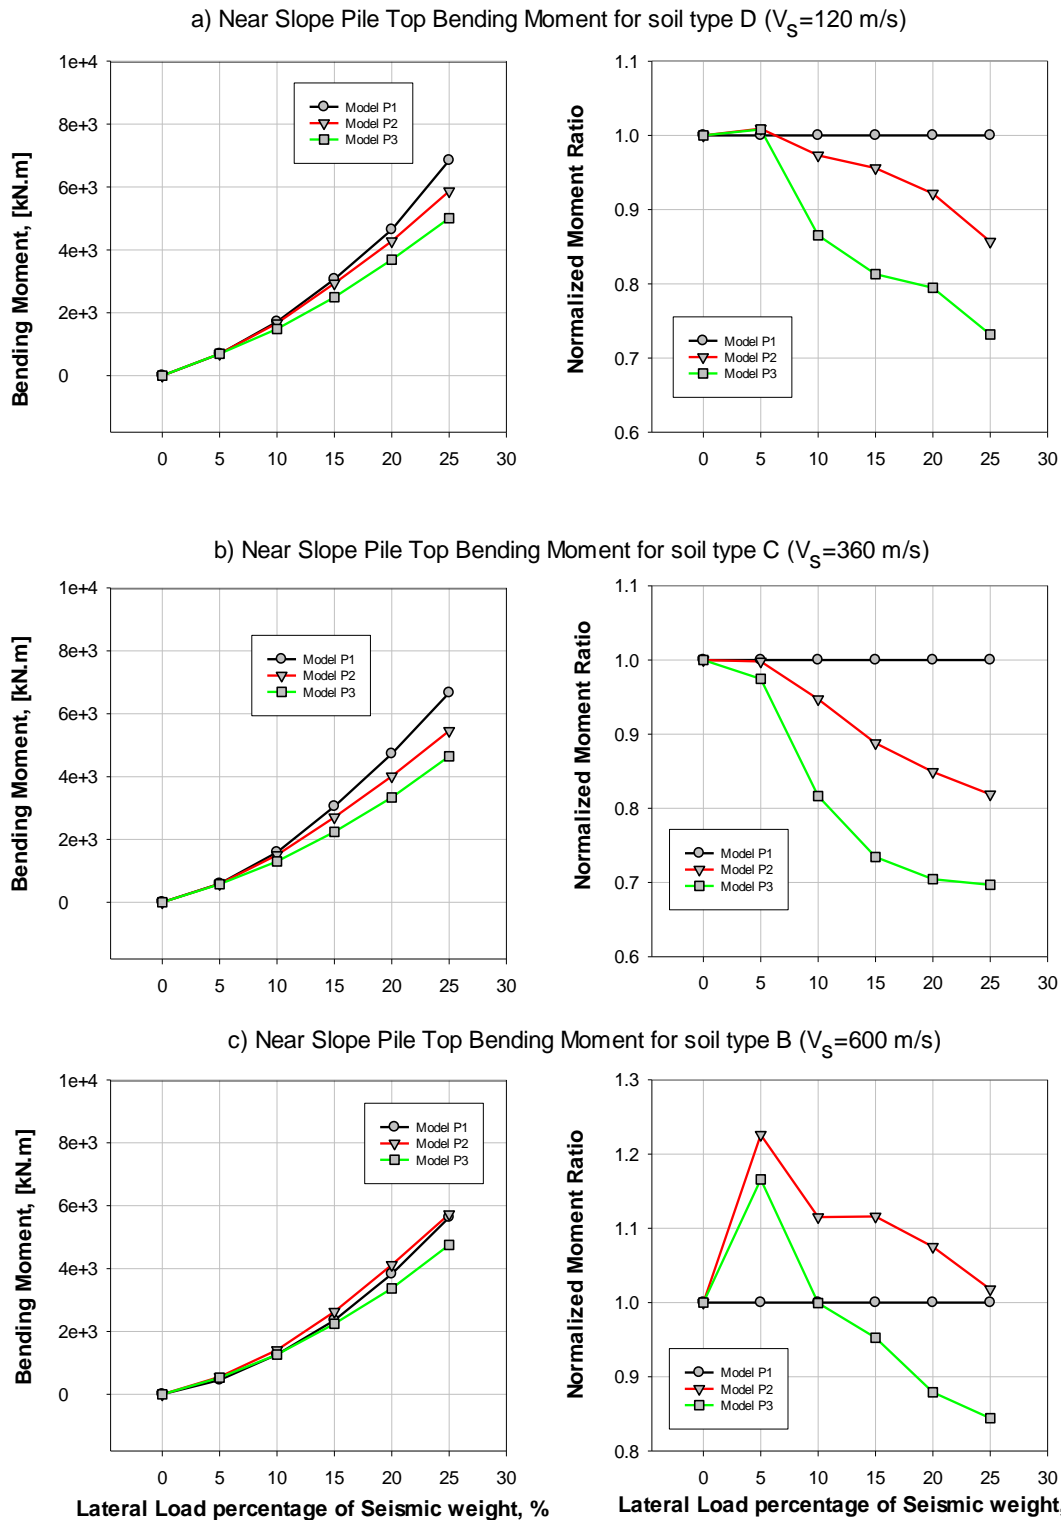 a) Near Slope Pile Top Bending Moment for soil type D (VS=120 m/s)
Bending Moment, [kN.m]
1e+4
8e+3
6e+3
4e+3
2e+3
0
Model P1
Model P2
Model P3
0 5 10 15 20 25 30
Normalized Moment Ratio
1.1
1.0
0.9
0.8
0.7
0.6
Model P1
Model P2
Model P3
0 5 10 15 20 25 30
b) Near Slope Pile Top Bending Moment for soil type C (VS=360 m/s)
Bending Moment, [kN.m]
1e+4
8e+3
6e+3
4e+3
2e+3
0
Model P1
Model P2
Model P3
0 5 10 15 20 25 30
Normalized Moment Ratio
1.1
1.0
0.9
0.8
0.7
0.6
Model P1
Model P2
Model P3
0 5 10 15 20 25 30
c) Near Slope Pile Top Bending Moment for soil type B (VS=600 m/s)
Bending Moment, [kN.m]
1e+4
8e+3
6e+3
4e+3
2e+3
0
Model P1
Model P2
Model P3
0 5 10 15 20 25 30
Lateral Load percentage of Seismic weight, %
Normalized Moment Ratio
1.3
1.2
1.1
1.0
0.9
0.8
Model P1
Model P2
Model P3
0 5 10 15 20 25 30
Lateral Load percentage of Seismic weight,